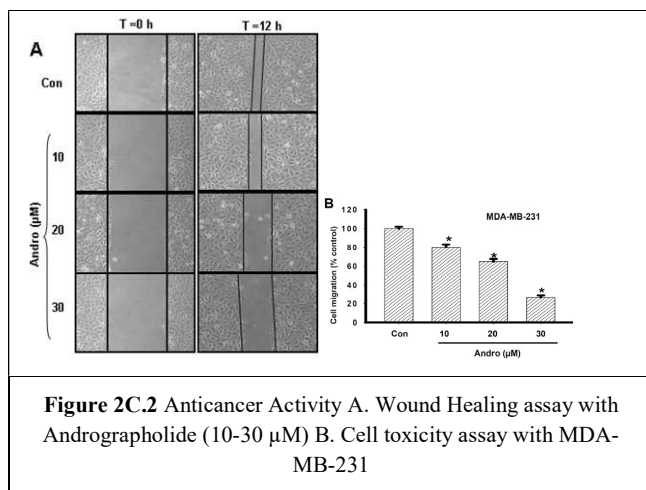 T =0 h T =12 h
A
Con
10
20
30
Andro (µM)
B
MDA-MB-231
Cell migration (% control)
120
100
80
60
40
20
0
*
*
*
Con 10 20 30
Andro (µM)
Figure 2C.2 Anticancer Activity A. Wound Healing assay with
Andrographolide (10-30 µM) B. Cell toxicity assay with MDA-
MB-231